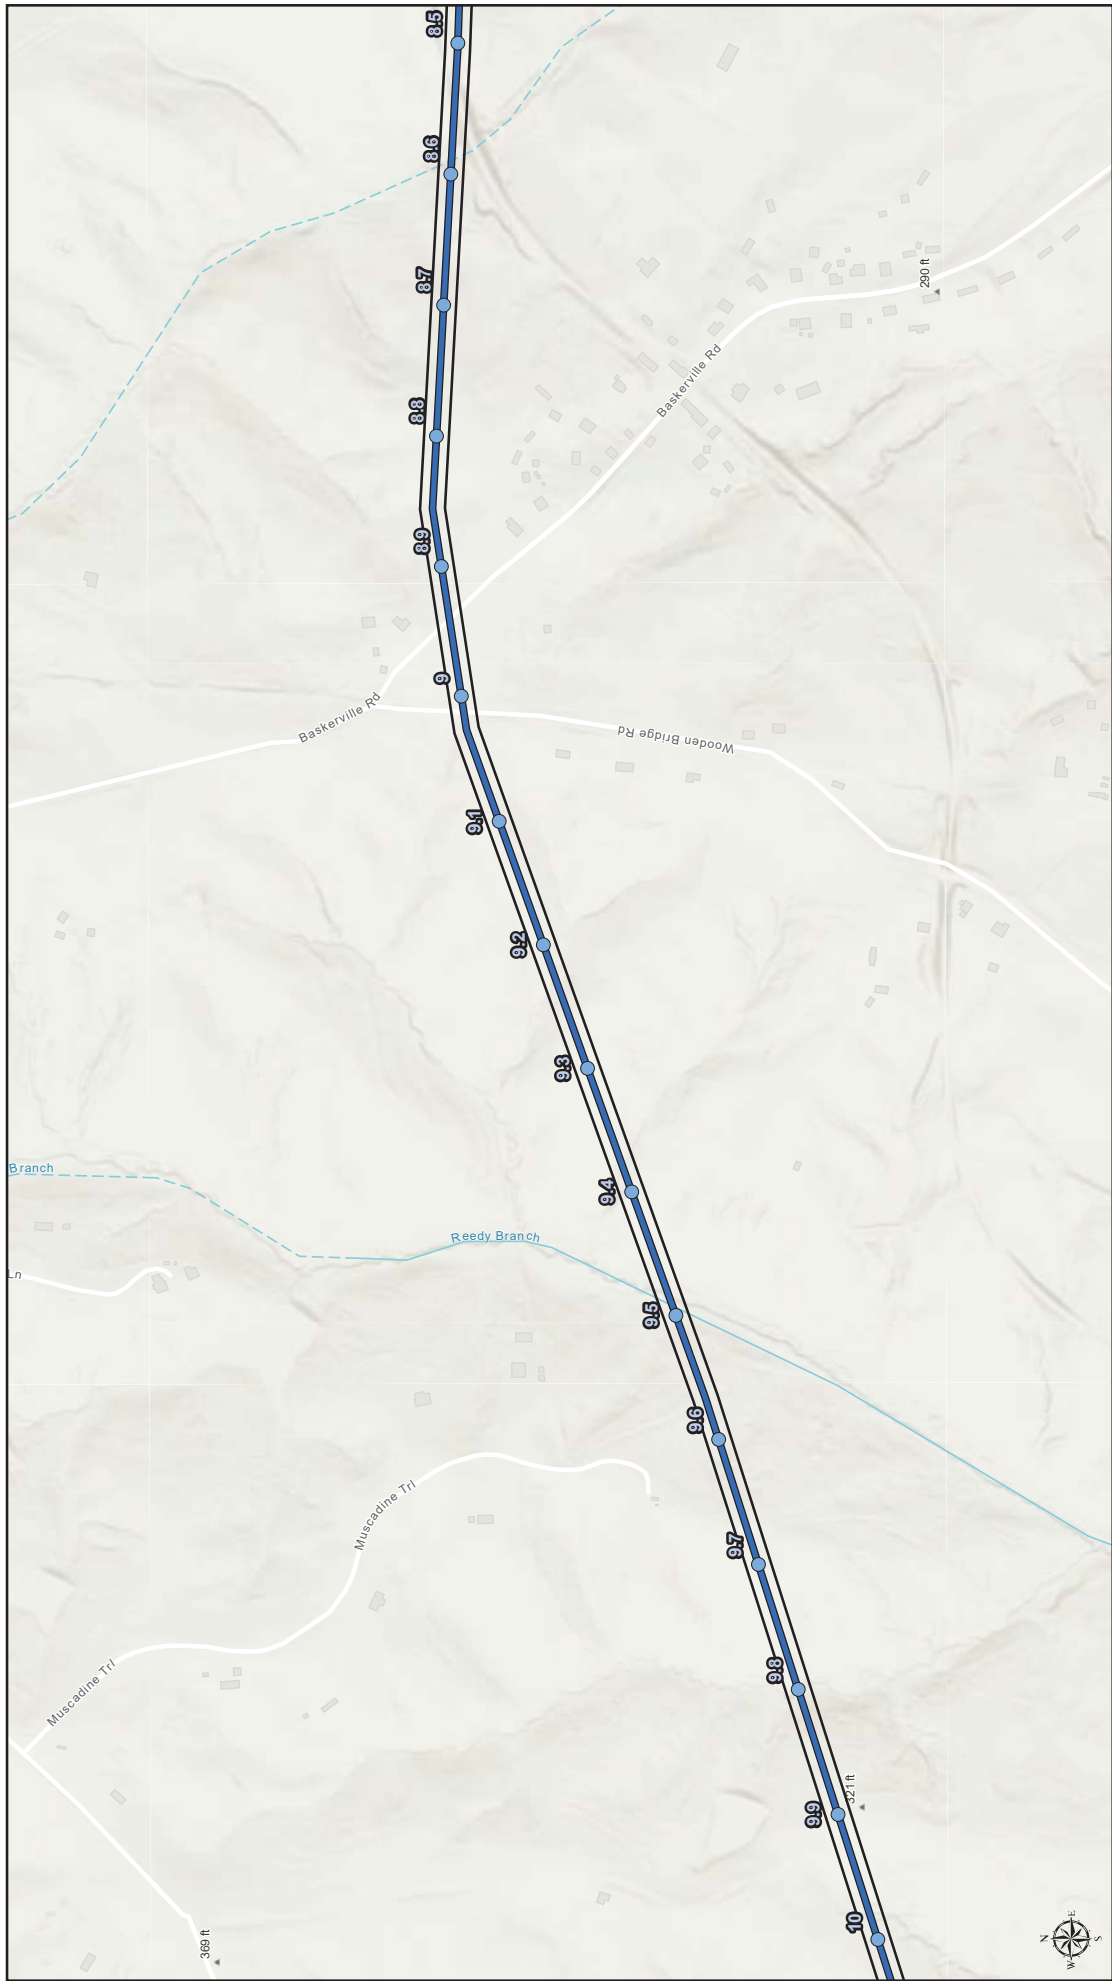 8.5
8.6
8.7
290 ft
Baskerville Rd
8.8
8.9
9
Baskerville Rd
Wooden Bridge Rd
9.1
9.2
9.3
Branch
9.4
Reedy Branch
Ln
9.5
9.6
Muscadine Trl
9.7
9.8
Muscadine Trl
9.9
321 ft
10
369 ft
N
E
S
W